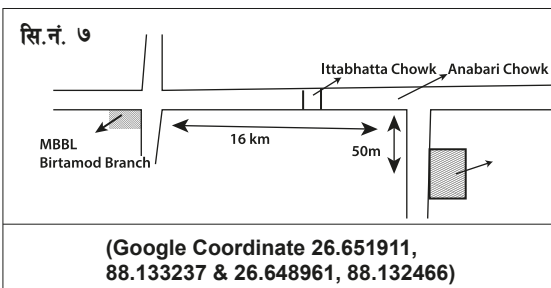 सि.नं. ७
Ittabhatta Chowk
Anabari Chowk
MBBL
Birtamod Branch
16 km
50m
(Google Coordinate 26.651911,
88.133237 & 26.648961, 88.132466)